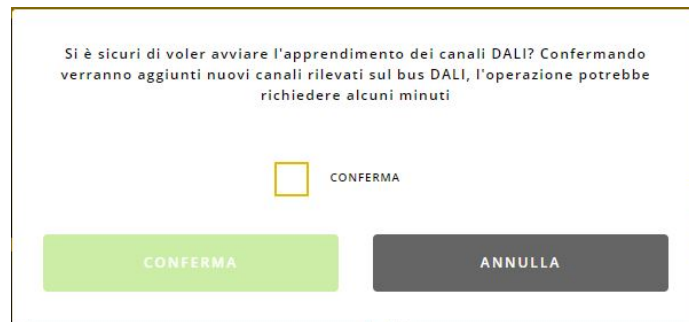 Si è sicuri di voler avviare l'apprendimento dei canali DALI? Confermando
verranno aggiunti nuovi canali rilevati sul bus DALI, l'operazione potrebbe
richiedere alcuni minuti
CONFERMA
CONFERMA
ANNULLA